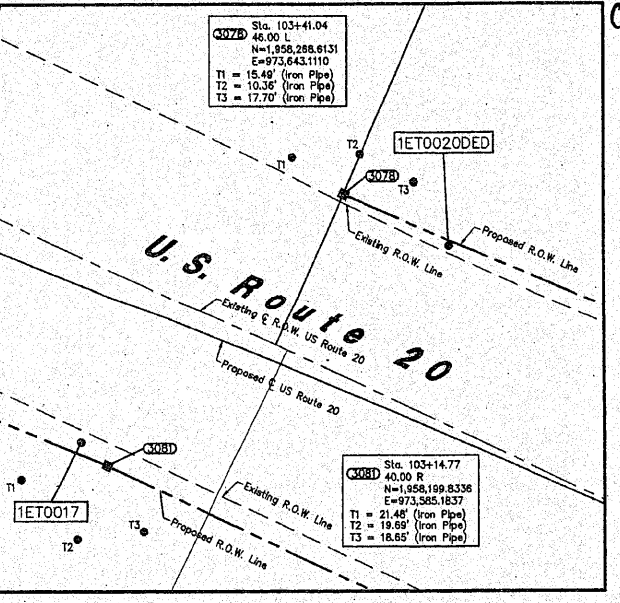 C
3078 Sta. 103+41.04
46.00 L
N=1,958,268.6131
E=973,643.1110
T1 = 15.49' (Iron Pipe)
T2 = 10.36' (Iron Pipe)
T3 = 17.70' (Iron Pipe)
T1
T2
1ET0020DED
3078
T3
Existing R.O.W. Line
Proposed R.O.W. Line
U.S. Route 20
Existing ℄ R.O.W. US Route 20
Proposed ℄ US Route 20
3081
T1
1ET0017
T2
T3
Existing R.O.W. Line
Proposed R.O.W. Line
3081 Sta. 103+14.77
40.00 R
N=1,958,199.8336
E=973,585.1837
T1 = 21.48' (Iron Pipe)
T2 = 19.69' (Iron Pipe)
T3 = 18.65' (Iron Pipe)